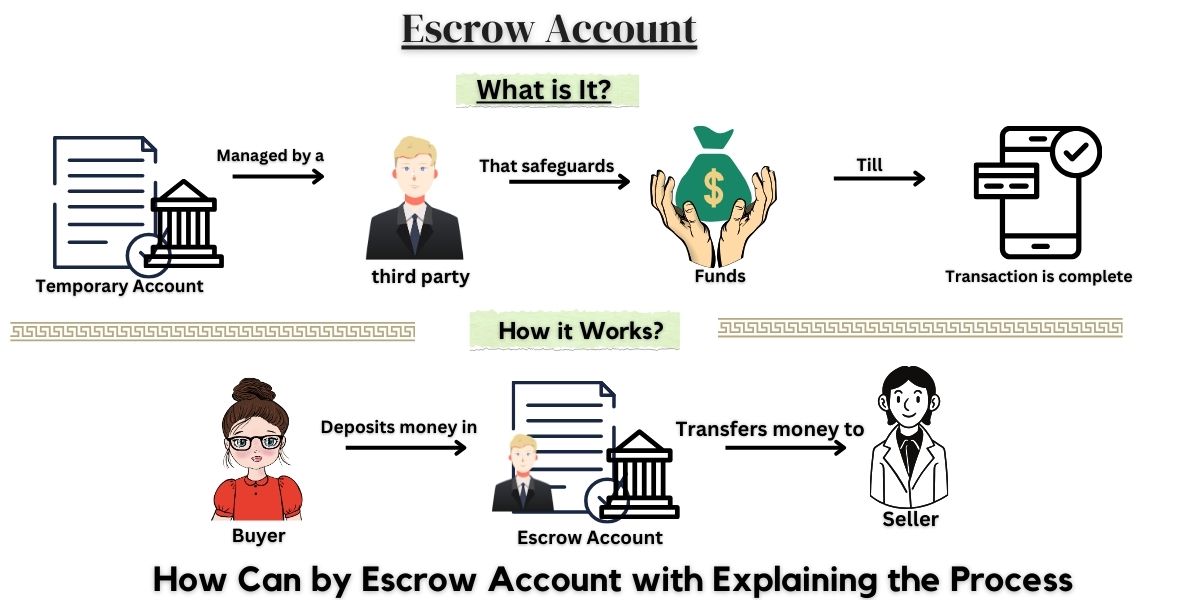 Escrow Account
What is It?
Managed by a
That safeguards
Till
$
Temporary Account
third party
Funds
Transaction is complete
How it Works?
Deposits money in
Transfers money to
Buyer
Escrow Account
Seller
How Can by Escrow Account with Explaining the Process